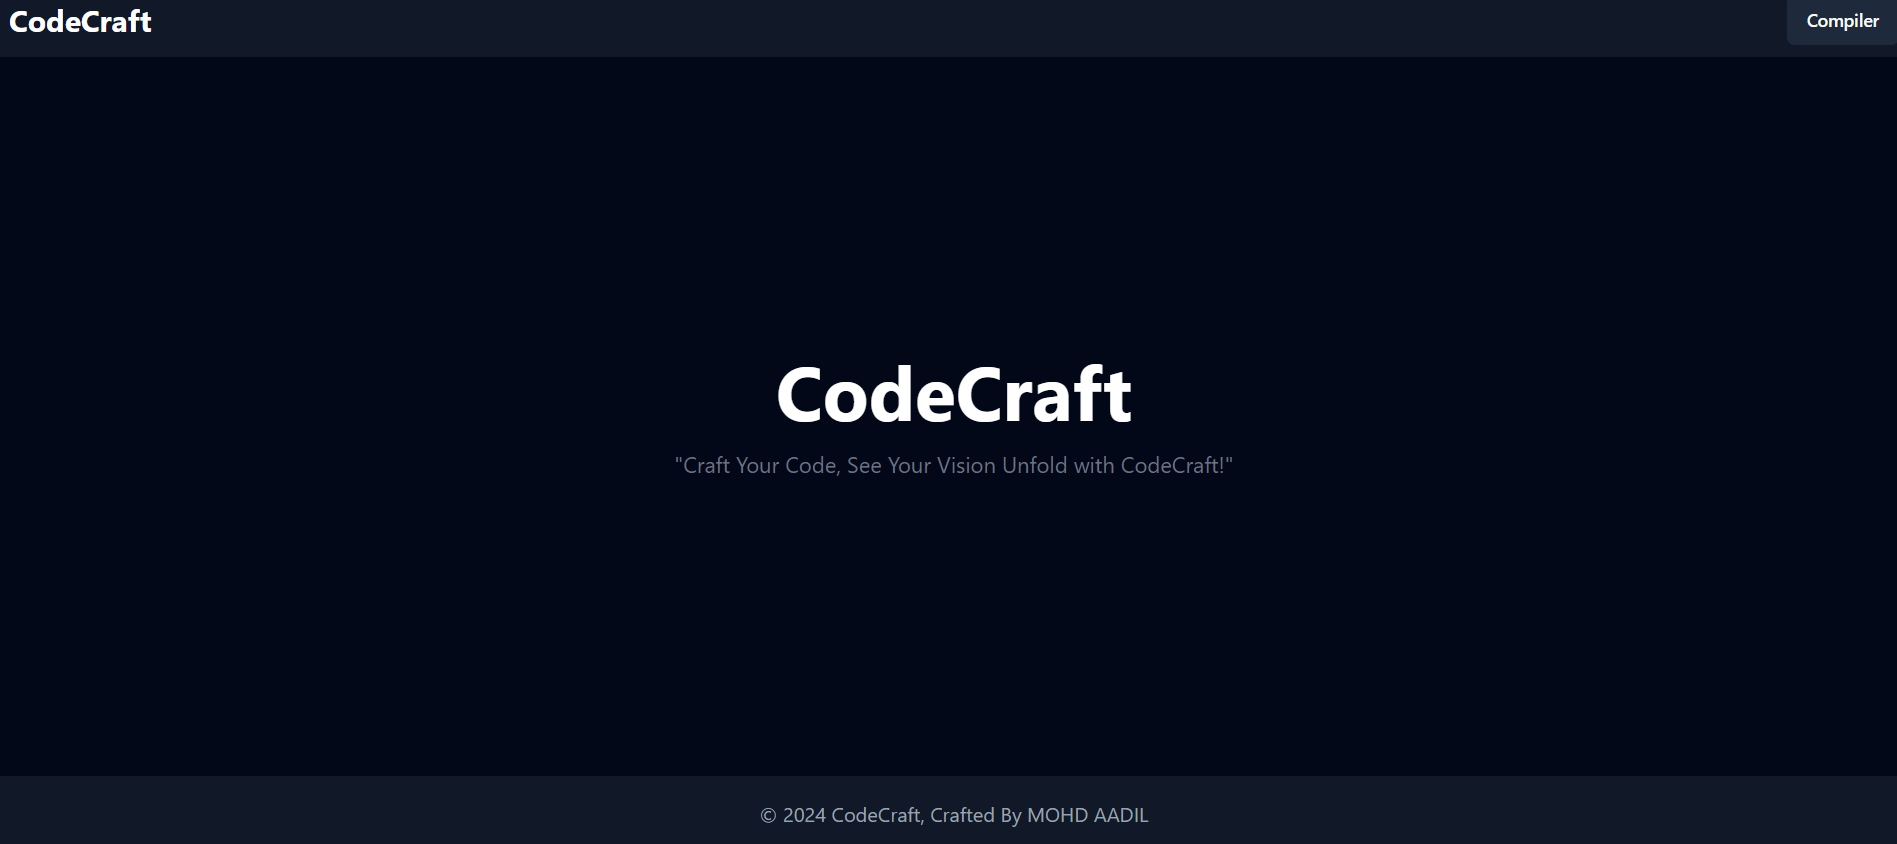 CodeCraft
Compiler
CodeCraft
"Craft Your Code, See Your Vision Unfold with CodeCraft!"
© 2024 CodeCraft, Crafted By MOHD AADIL